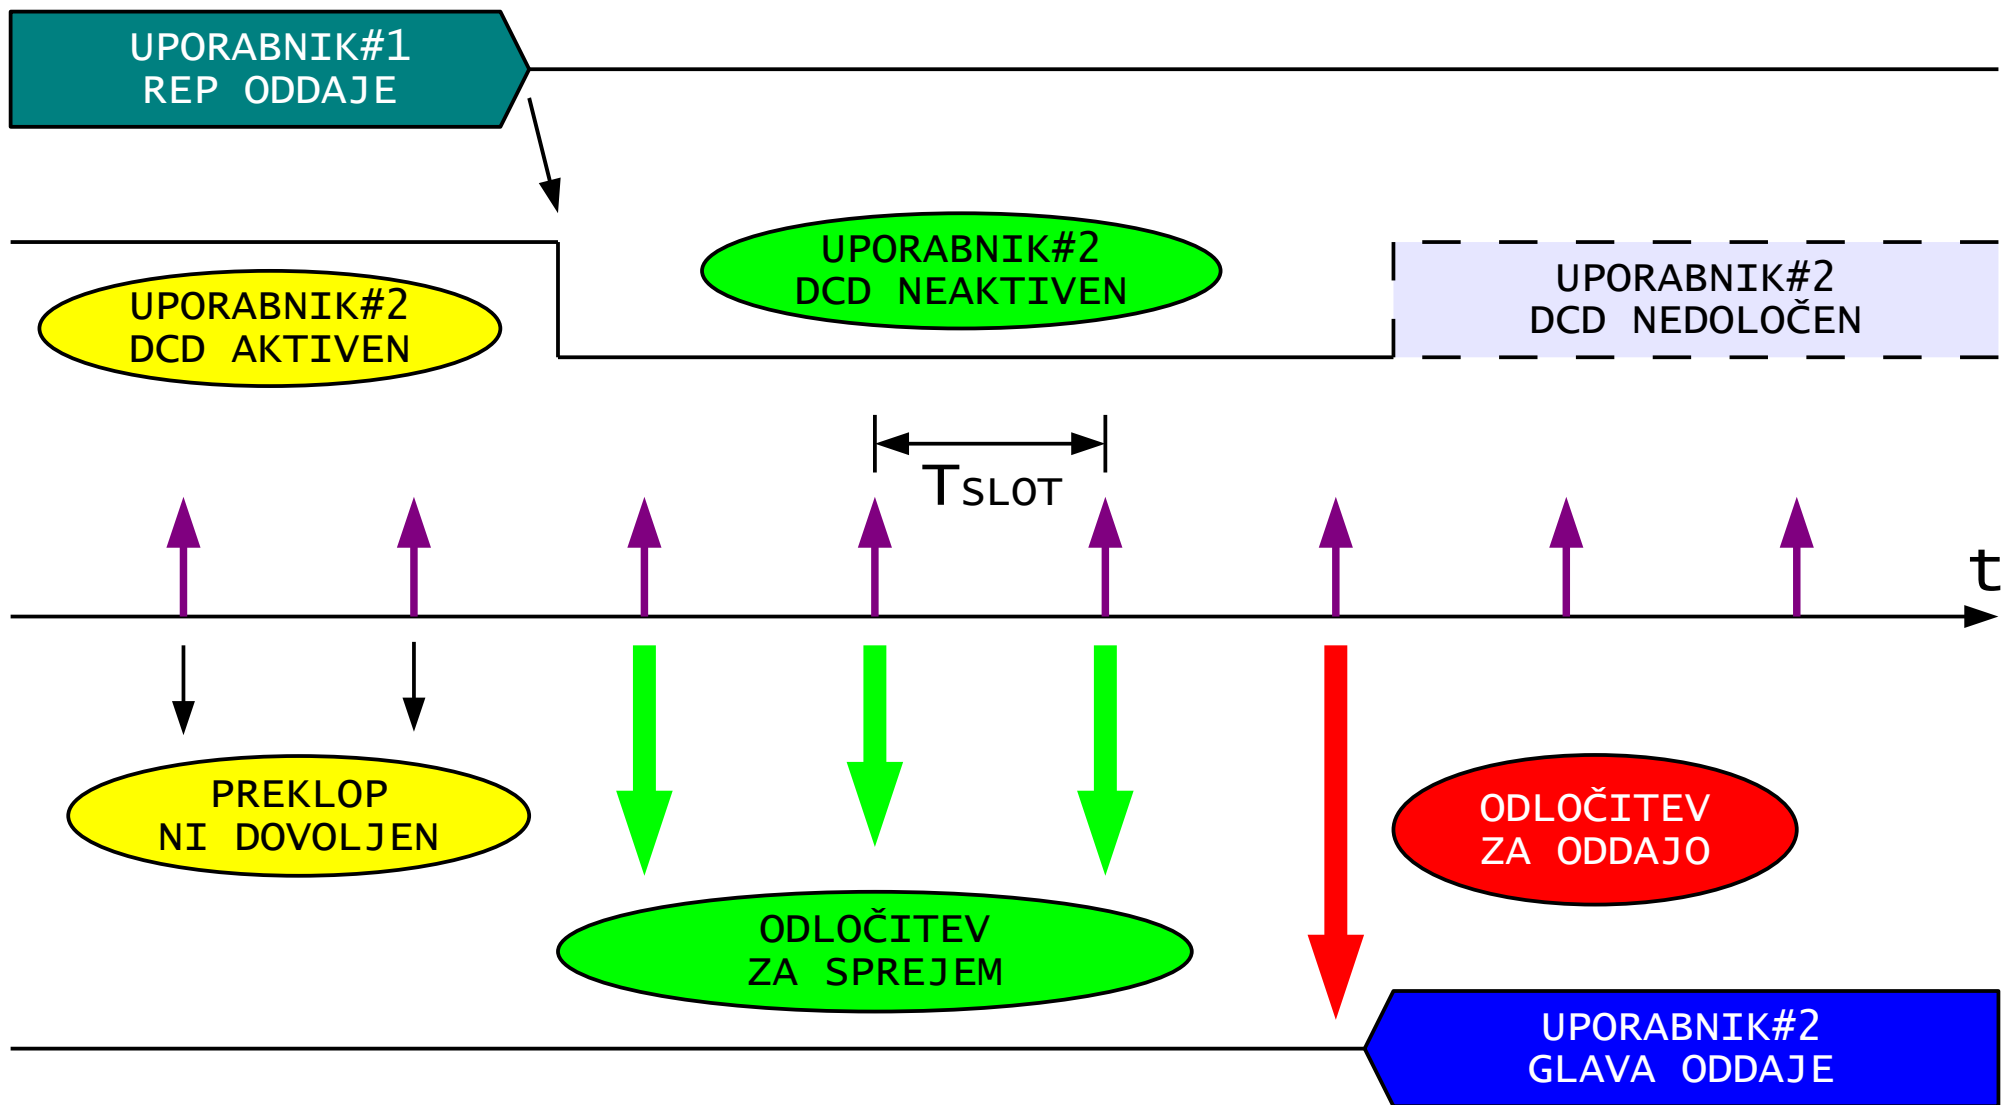 UPORABNIK#1
REP ODDAJE
UPORABNIK#2
DCD NEAKTIVEN
UPORABNIK#2
DCD NEDOLOČEN
UPORABNIK#2
DCD AKTIVEN
TSLOT
t
PREKLOP
NI DOVOLJEN
ODLOČITEV
ZA ODDAJO
ODLOČITEV
ZA SPREJEM
UPORABNIK#2
GLAVA ODDAJE